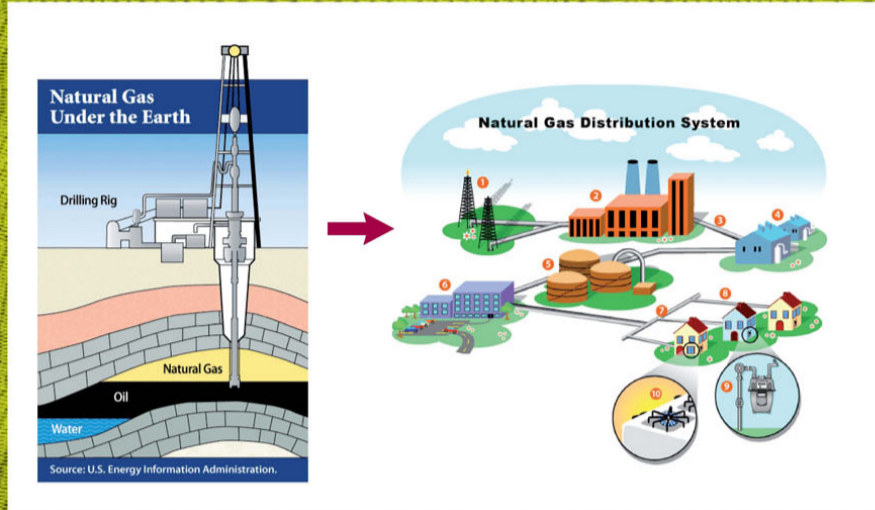 Natural Gas
Under the Earth
Drilling Rig
Natural Gas
Oil
Water
Source: U.S. Energy Information Administration.
Natural Gas Distribution System
1
2
3
4
5
6
7
8
9
10